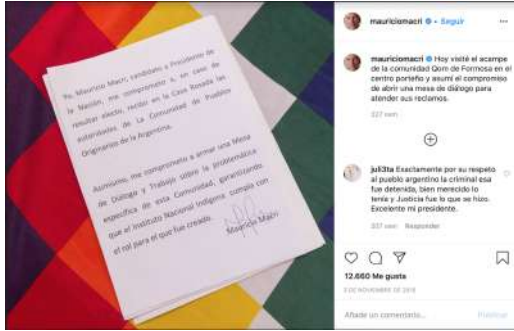 Yo, Mauricio Macri, candidato a Presidente de
la Nación, me comprometo a, en caso de
resultar electo, recibir en la Casa Rosada las
autoridades de La Comunidad de Pueblos
Originarios de la Argentina.
Asimismo, me comprometo a armar una Mesa
de Diálogo y Trabajo sobre la problemática
específica de esta Comunidad, garantizando
que el Instituto Nacional Indígena cumpla con
el rol para el que fue creado.
Mauricio Macri
mauriciomacri • Seguir
mauriciomacri Hoy visité el acampe
de la comunidad Qom de Formosa en el
centro porteño y asumí el compromiso
de abrir una mesa de diálogo para
atender sus reclamos.
327 sem
juli3ta Exactamente por su respeto
al pueblo argentino la criminal esa
fue detenida, bien merecido lo
tenía y Justicia fue lo que se hizo.
Excelente mi presidente.
327 sem Responder
12.660 Me gusta
Añade un comentario...
Publicar